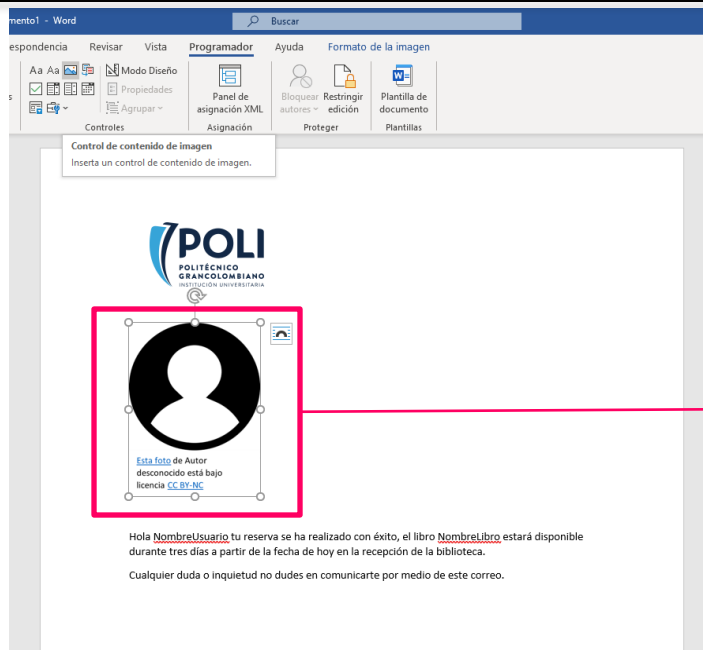 mento1 - Word
Buscar
espondencia Revisar Vista Programador Ayuda Formato de la imagen
Aa Aa Modo Diseño
Propiedades
Agrupar
Panel de
asignación XML
Bloquear
autores
Restringir
edición
Plantilla de
documento
Controles Asignación Proteger Plantillas
Control de contenido de imagen
Inserta un control de contenido de imagen.
POLI
POLITÉCNICO
GRANCOLOMBIANO
INSTITUCIÓN UNIVERSITARIA
Esta foto de Autor
desconocido está bajo
licencia CC BY-NC
Hola NombreUsuario tu reserva se ha realizado con éxito, el libro NombreLibro estará disponible
durante tres días a partir de la fecha de hoy en la recepción de la biblioteca.
Cualquier duda o inquietud no dudes en comunicarte por medio de este correo.